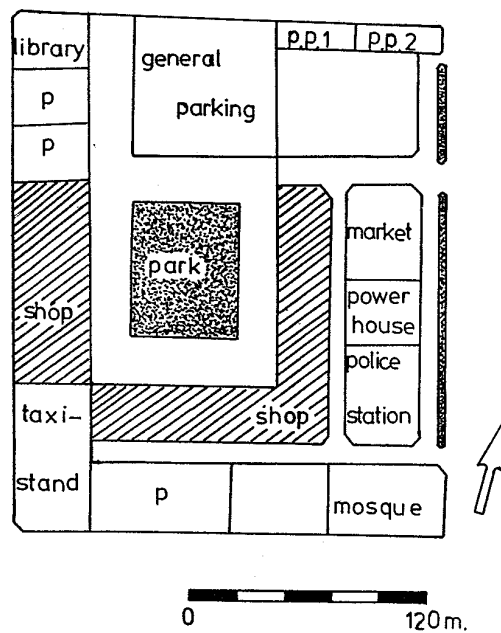 library
general
parking
p.p.1
p.p.2
p
p
park
market
power
house
police
station
shop
shop
taxi-
stand
p
mosque
0
120 m.